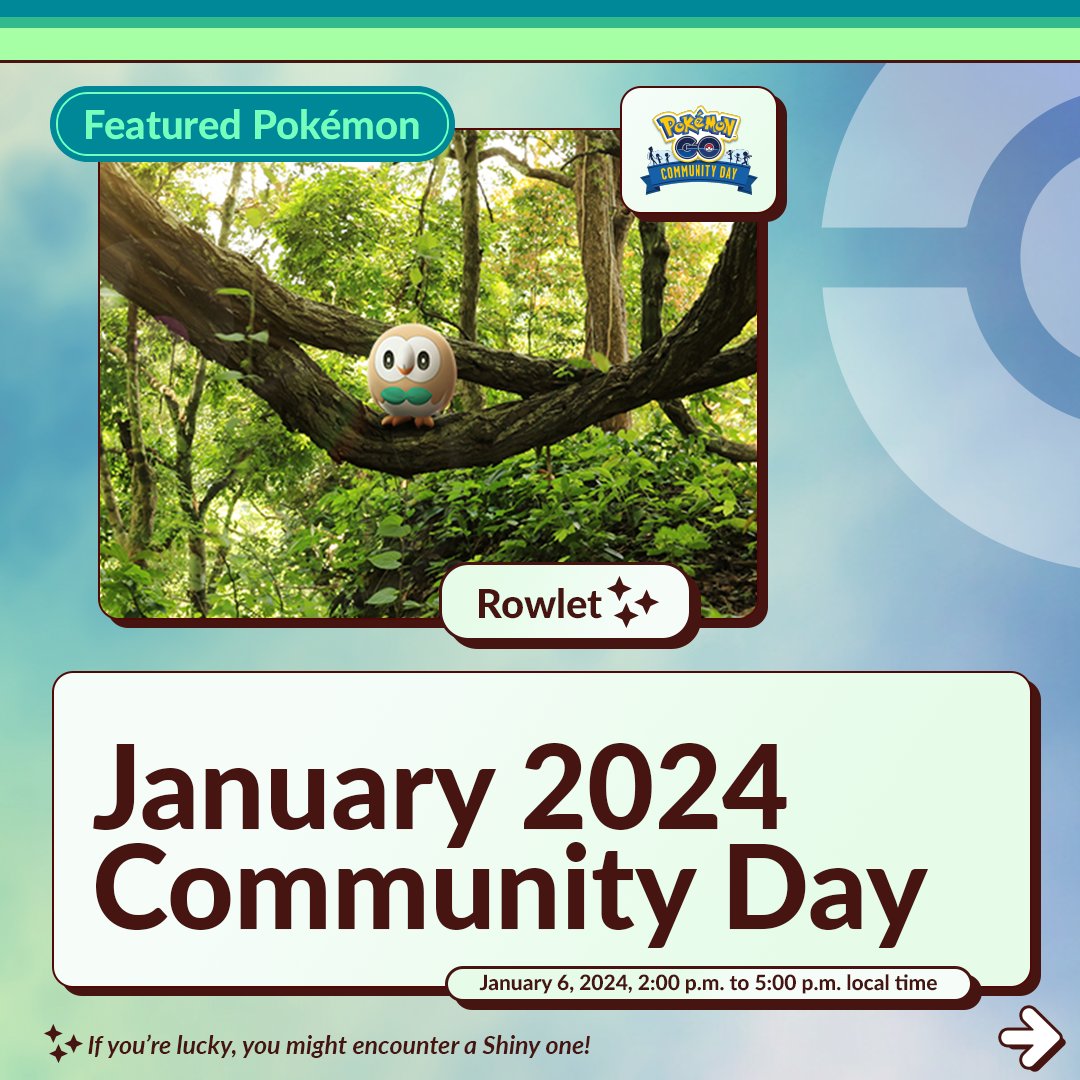 Featured Pokémon
POKÉMON
GO
COMMUNITY DAY
Rowlet
January 2024
Community Day
January 6, 2024, 2:00 p.m. to 5:00 p.m. local time
If you're lucky, you might encounter a Shiny one!